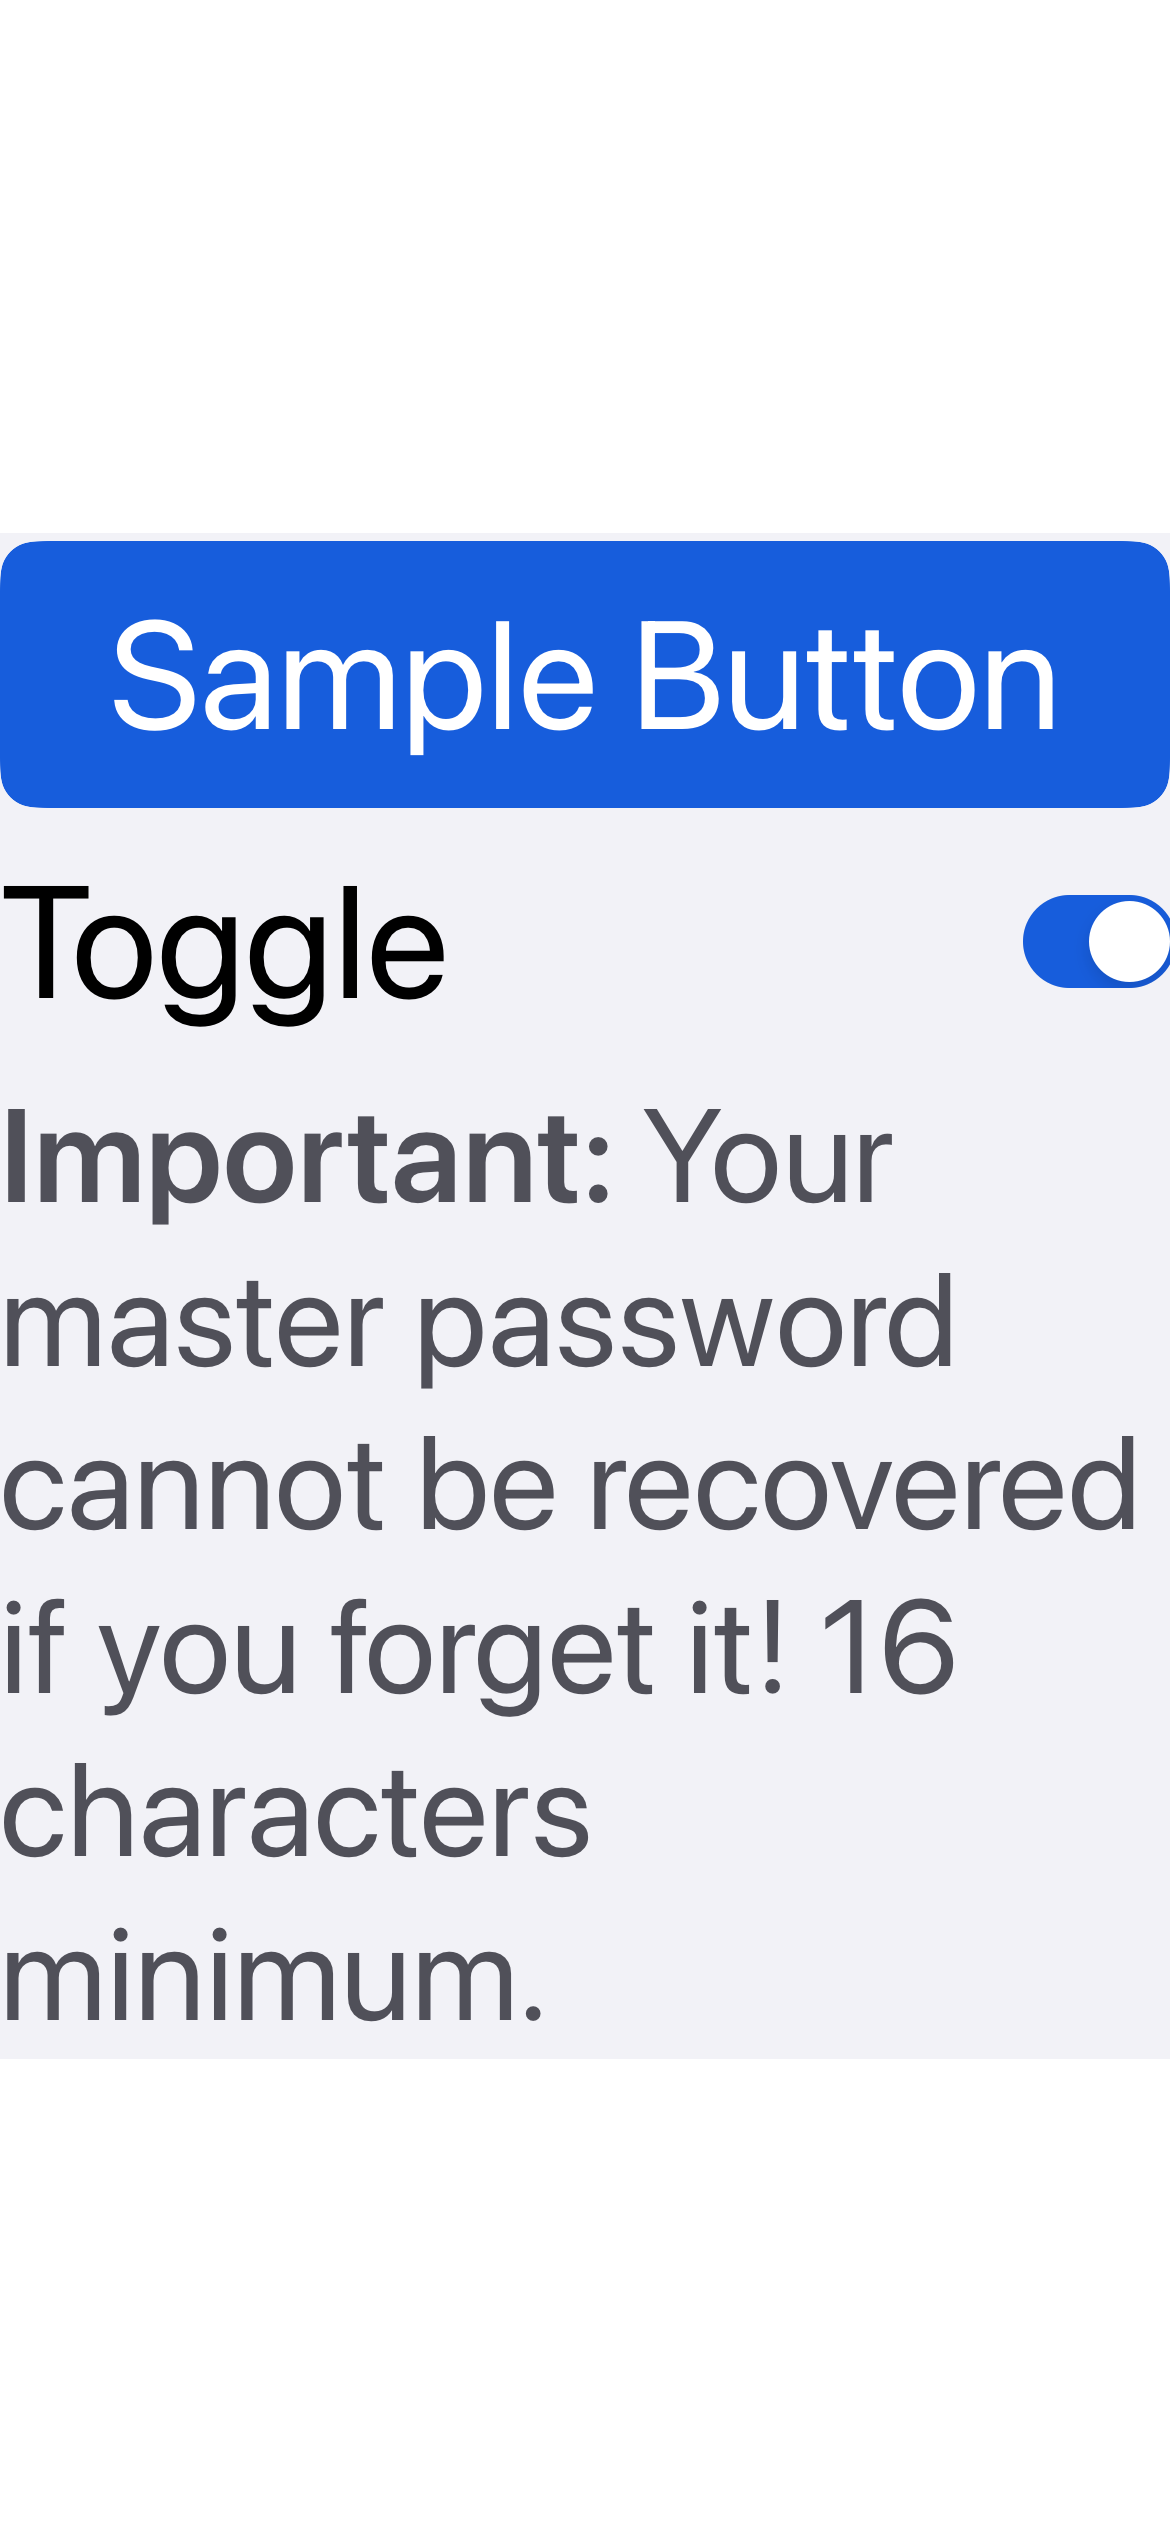 Sample Button
Toggle
Important: Your
master password
cannot be recovered
if you forget it! 16
characters
minimum.